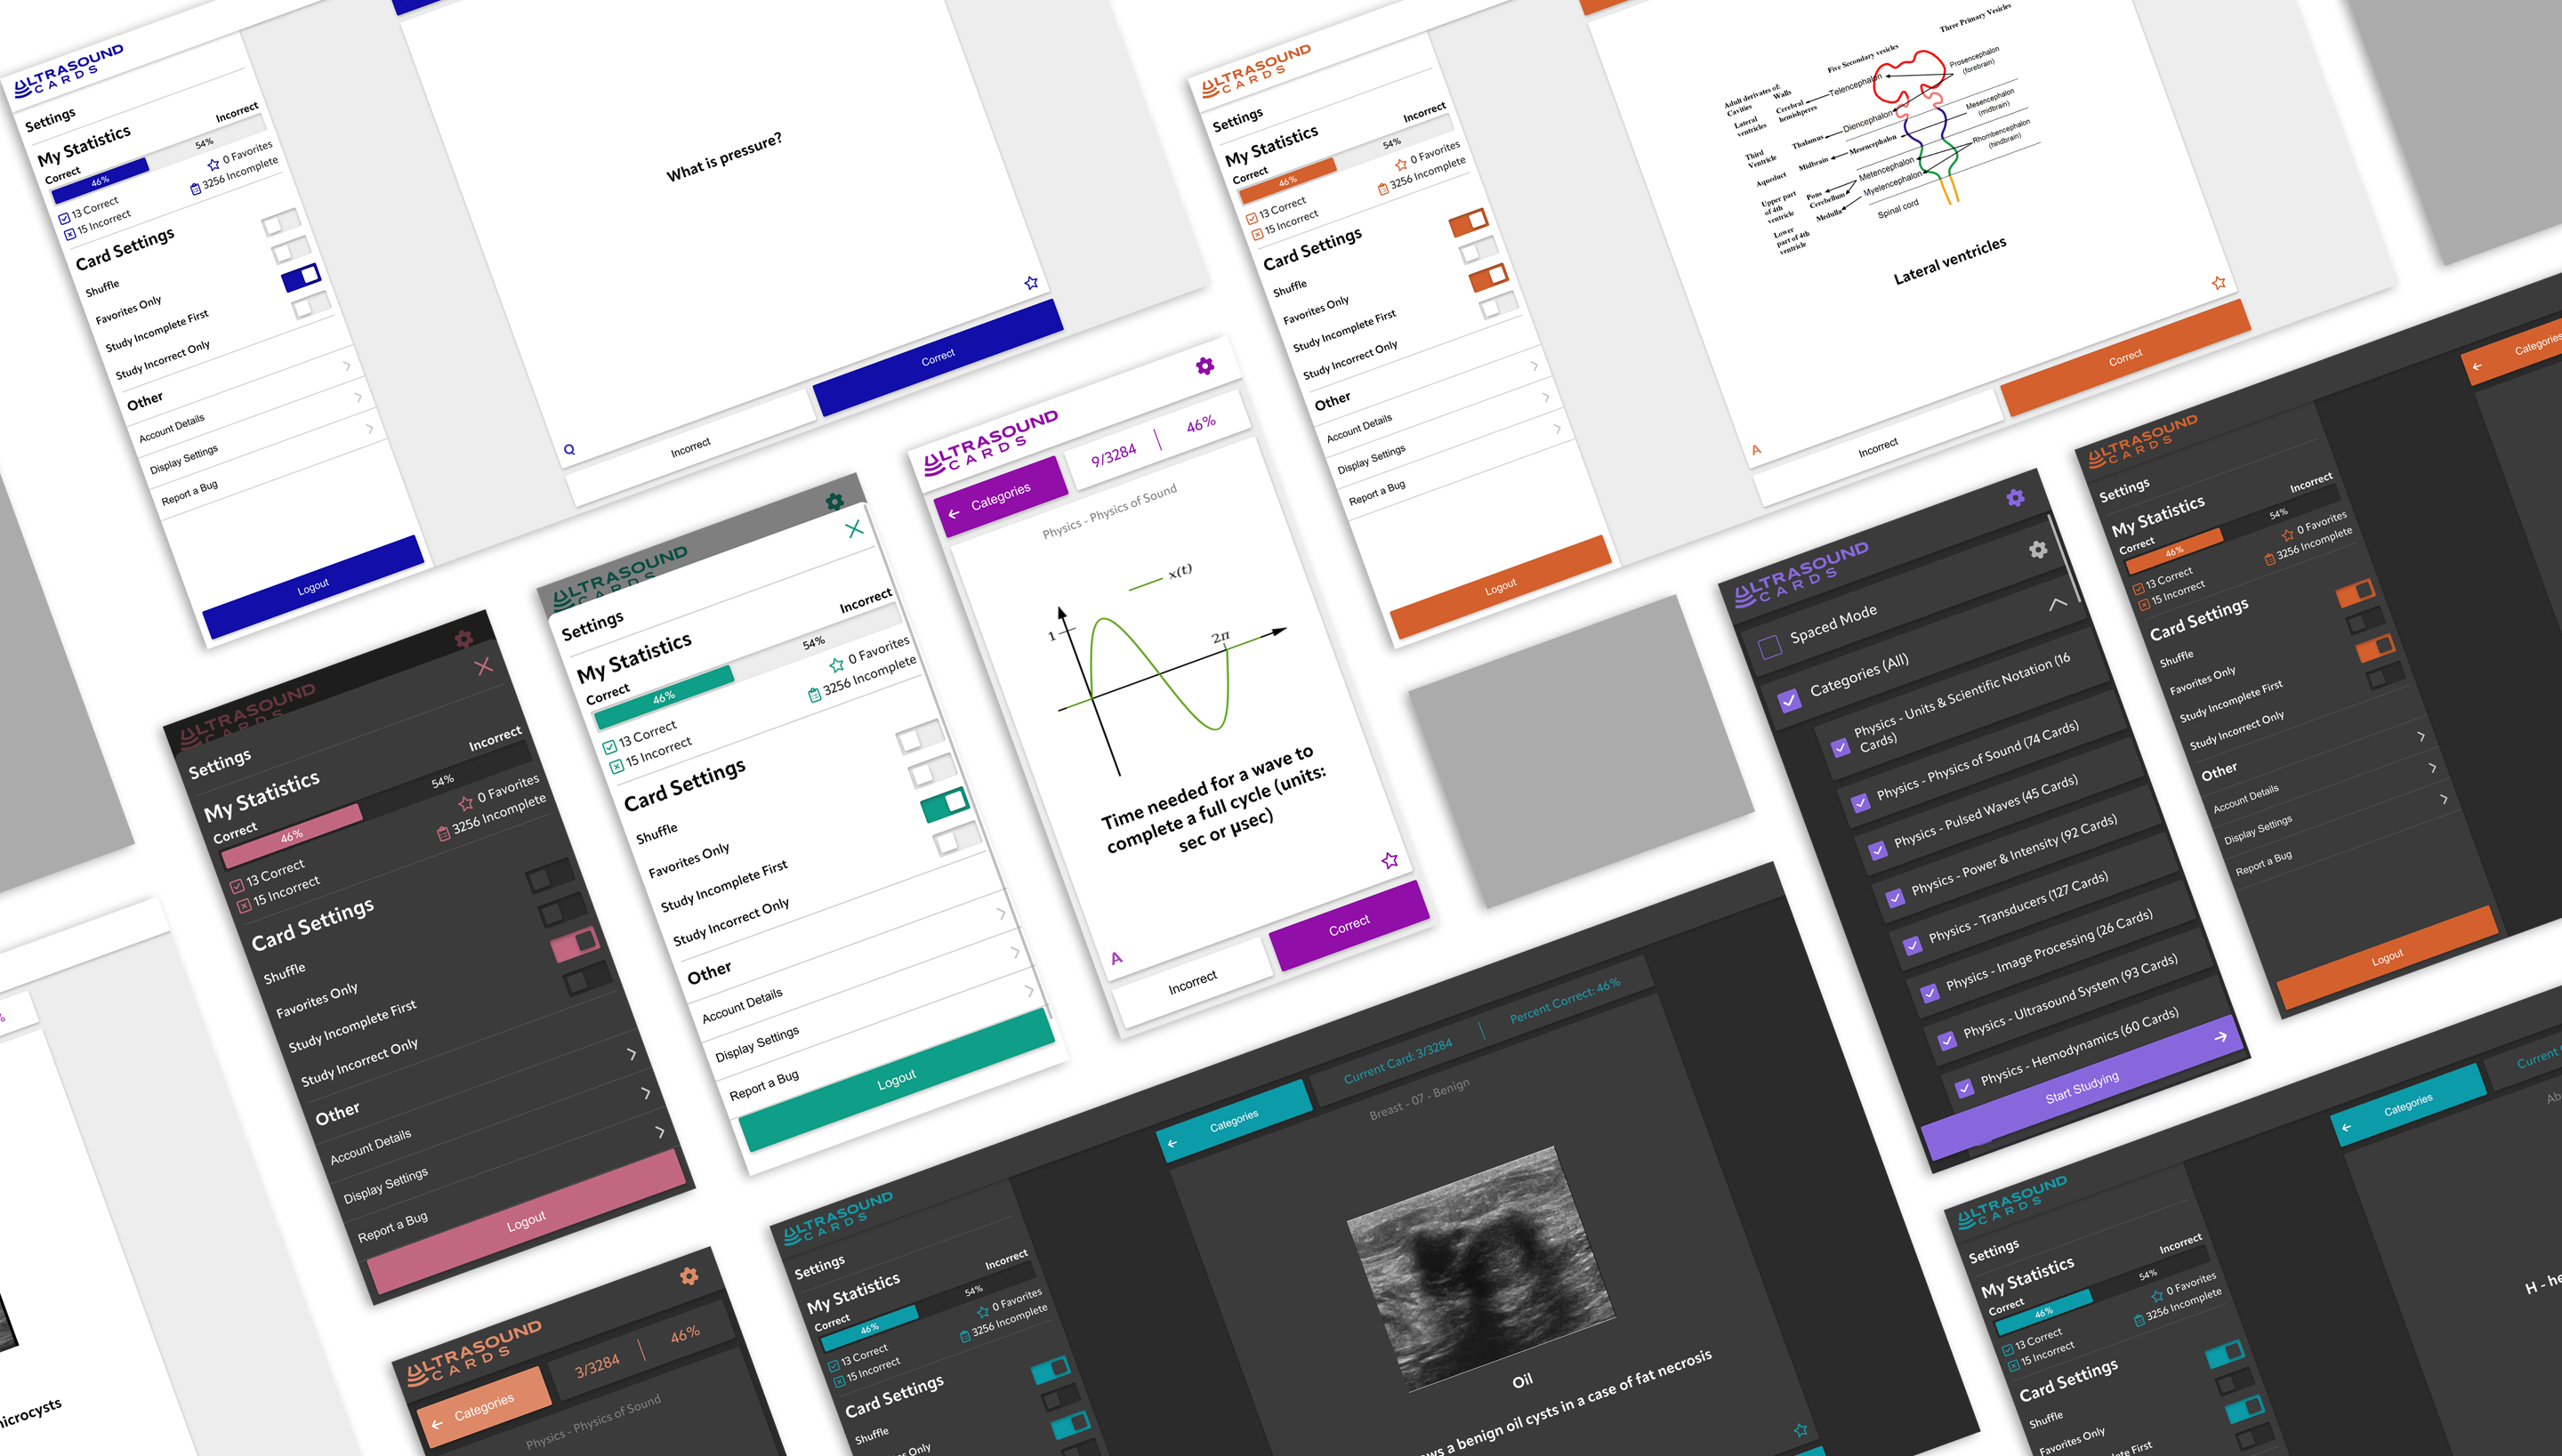 ULTRASOUND
CARDS
Settings
My Statistics
Correct
Incorrect
46%
54%
13 Correct
0 Favorites
15 Incorrect
3256 Incomplete
Card Settings
Shuffle
Favorites Only
Study Incomplete First
Study Incorrect Only
Other
Account Details
Display Settings
Report a Bug
Logout
What is pressure?
Q
Incorrect
Correct
ULTRASOUND
CARDS
Settings
My Statistics
Correct
Incorrect
46%
54%
13 Correct
0 Favorites
15 Incorrect
3256 Incomplete
Card Settings
Shuffle
Favorites Only
Study Incomplete First
Study Incorrect Only
Other
Account Details
Display Settings
Report a Bug
Logout
Three Primary Vesicles
Five Secondary vesicles
Adult derivates of:
Cavities
Walls
Lateral
ventricles
Cerebral
hemishperes
Telencephalon
Prosencephalon
(forebrain)
Third
Ventricle
Thalamus
Diencephalon
Mesencephalon
(midbrain)
Aqueduct
Midbrain
Mesencephalon
Rhombencephalon
(hindbrain)
Upper part
of 4th
ventricle
Pons
Cerebellum
Metencephalon
Lower
part of 4th
ventricle
Medulla
Myelencephalon
Spinal cord
Lateral ventricles
A
Incorrect
Correct
ULTRASOUND
CARDS
Settings
My Statistics
Correct
Incorrect
46%
54%
13 Correct
0 Favorites
15 Incorrect
3256 Incomplete
Card Settings
Shuffle
Favorites Only
Study Incomplete First
Study Incorrect Only
Other
Account Details
Display Settings
Report a Bug
Logout
ULTRASOUND
CARDS
Settings
My Statistics
Correct
Incorrect
46%
54%
13 Correct
0 Favorites
15 Incorrect
3256 Incomplete
Card Settings
Shuffle
Favorites Only
Study Incomplete First
Study Incorrect Only
Other
Account Details
Display Settings
Report a Bug
Logout
ULTRASOUND
CARDS
Categories
9/3284
46%
Physics - Physics of Sound
x(t)
1
2π
Time needed for a wave to
complete a full cycle (units:
sec or μsec)
A
Incorrect
Correct
ULTRASOUND
CARDS
Spaced Mode
Categories (All)
Physics - Units & Scientific Notation (16
Cards)
Physics - Physics of Sound (74 Cards)
Physics - Pulsed Waves (45 Cards)
Physics - Power & Intensity (92 Cards)
Physics - Transducers (127 Cards)
Physics - Image Processing (26 Cards)
Physics - Ultrasound System (93 Cards)
Physics - Hemodynamics (60 Cards)
Start Studying
ULTRASOUND
CARDS
Settings
My Statistics
Correct
Incorrect
46%
54%
13 Correct
0 Favorites
15 Incorrect
3256 Incomplete
Card Settings
Shuffle
Favorites Only
Study Incomplete First
Study Incorrect Only
Other
Account Details
Display Settings
Report a Bug
Logout
Categories
%
icrocysts
ULTRASOUND
CARDS
Categories
3/3284
46%
Physics - Physics of Sound
ULTRASOUND
CARDS
Settings
My Statistics
Correct
Incorrect
46%
54%
13 Correct
0 Favorites
15 Incorrect
3256 Incomplete
Card Settings
Shuffle
Only
Categories
Current Card: 3/3284
Percent Correct: 46%
Breast - 07 - Benign
Oil
ws a benign oil cysts in a case of fat necrosis
ULTRASOUND
CARDS
Settings
My Statistics
Correct
Incorrect
46%
54%
13 Correct
0 Favorites
15 Incorrect
3256 Incomplete
Card Settings
Shuffle
Favorites Only
First
Categories
Current
Ab
H - he